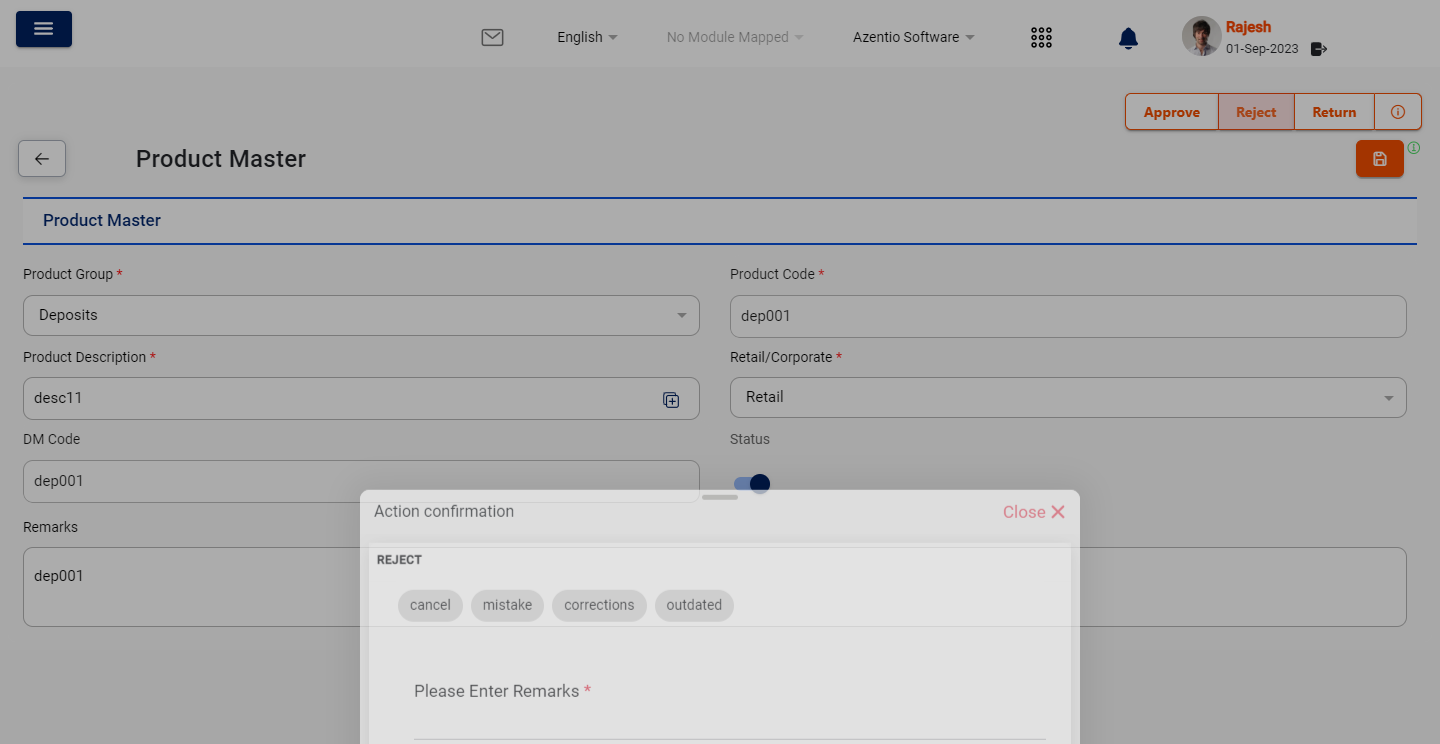 English
No Module Mapped
Azentio Software
Rajesh
01-Sep-2023
Approve
Reject
Return
Product Master
Product Master
Product Group *
Product Code *
Deposits
dep001
Product Description *
Retail/Corporate *
desc11
Retail
DM Code
Status
dep001
Action confirmation
Close
Remarks
REJECT
dep001
cancel
mistake
corrections
outdated
Please Enter Remarks *